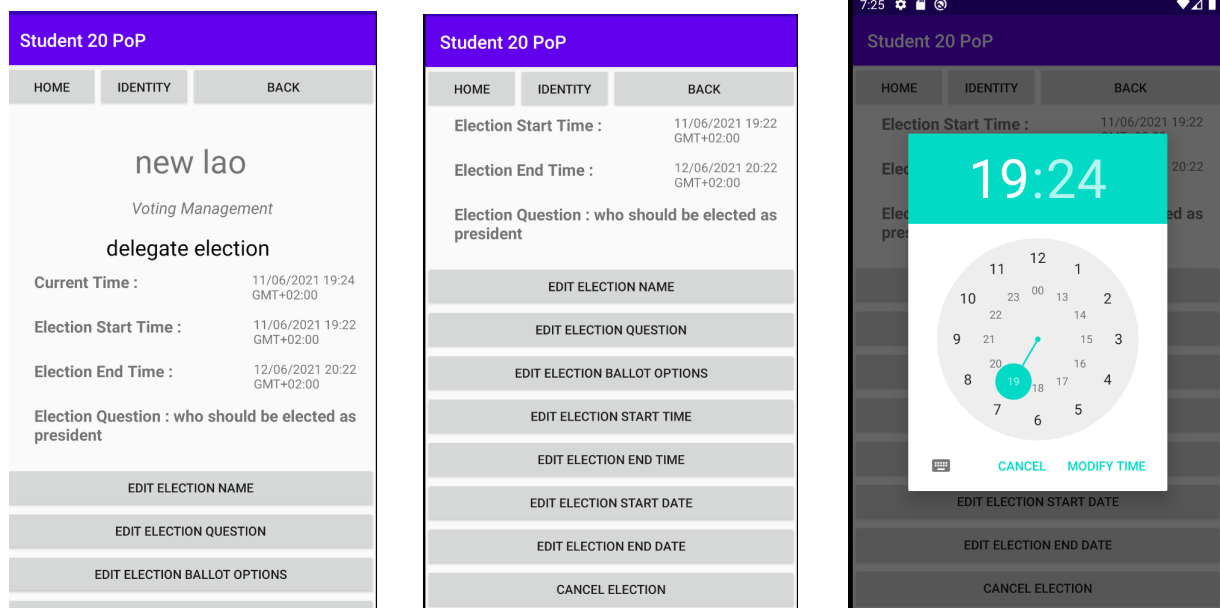 Student 20 PoP
HOME IDENTITY BACK
new lao
Voting Management
delegate election
Current Time : 11/06/2021 19:24
GMT+02:00
Election Start Time : 11/06/2021 19:22
GMT+02:00
Election End Time : 12/06/2021 20:22
GMT+02:00
Election Question : who should be elected as
president
EDIT ELECTION NAME
EDIT ELECTION QUESTION
EDIT ELECTION BALLOT OPTIONS
Student 20 PoP
HOME IDENTITY BACK
Election Start Time : 11/06/2021 19:22
GMT+02:00
Election End Time : 12/06/2021 20:22
GMT+02:00
Election Question : who should be elected as
president
EDIT ELECTION NAME
EDIT ELECTION QUESTION
EDIT ELECTION BALLOT OPTIONS
EDIT ELECTION START TIME
EDIT ELECTION END TIME
EDIT ELECTION START DATE
EDIT ELECTION END DATE
CANCEL ELECTION
7:25
Student 20 PoP
HOME IDENTITY BACK
Election Start Time : 11/06/2021 19:22
Elec 20:22
Elec ed as
pres
19:24
12
11 1
00
23 13
10 2
22 14
9 21 15 3
20 16
8 19 17 4
18
7 5
6
CANCEL MODIFY TIME
EDIT ELECTION START DATE
EDIT ELECTION END DATE
CANCEL ELECTION